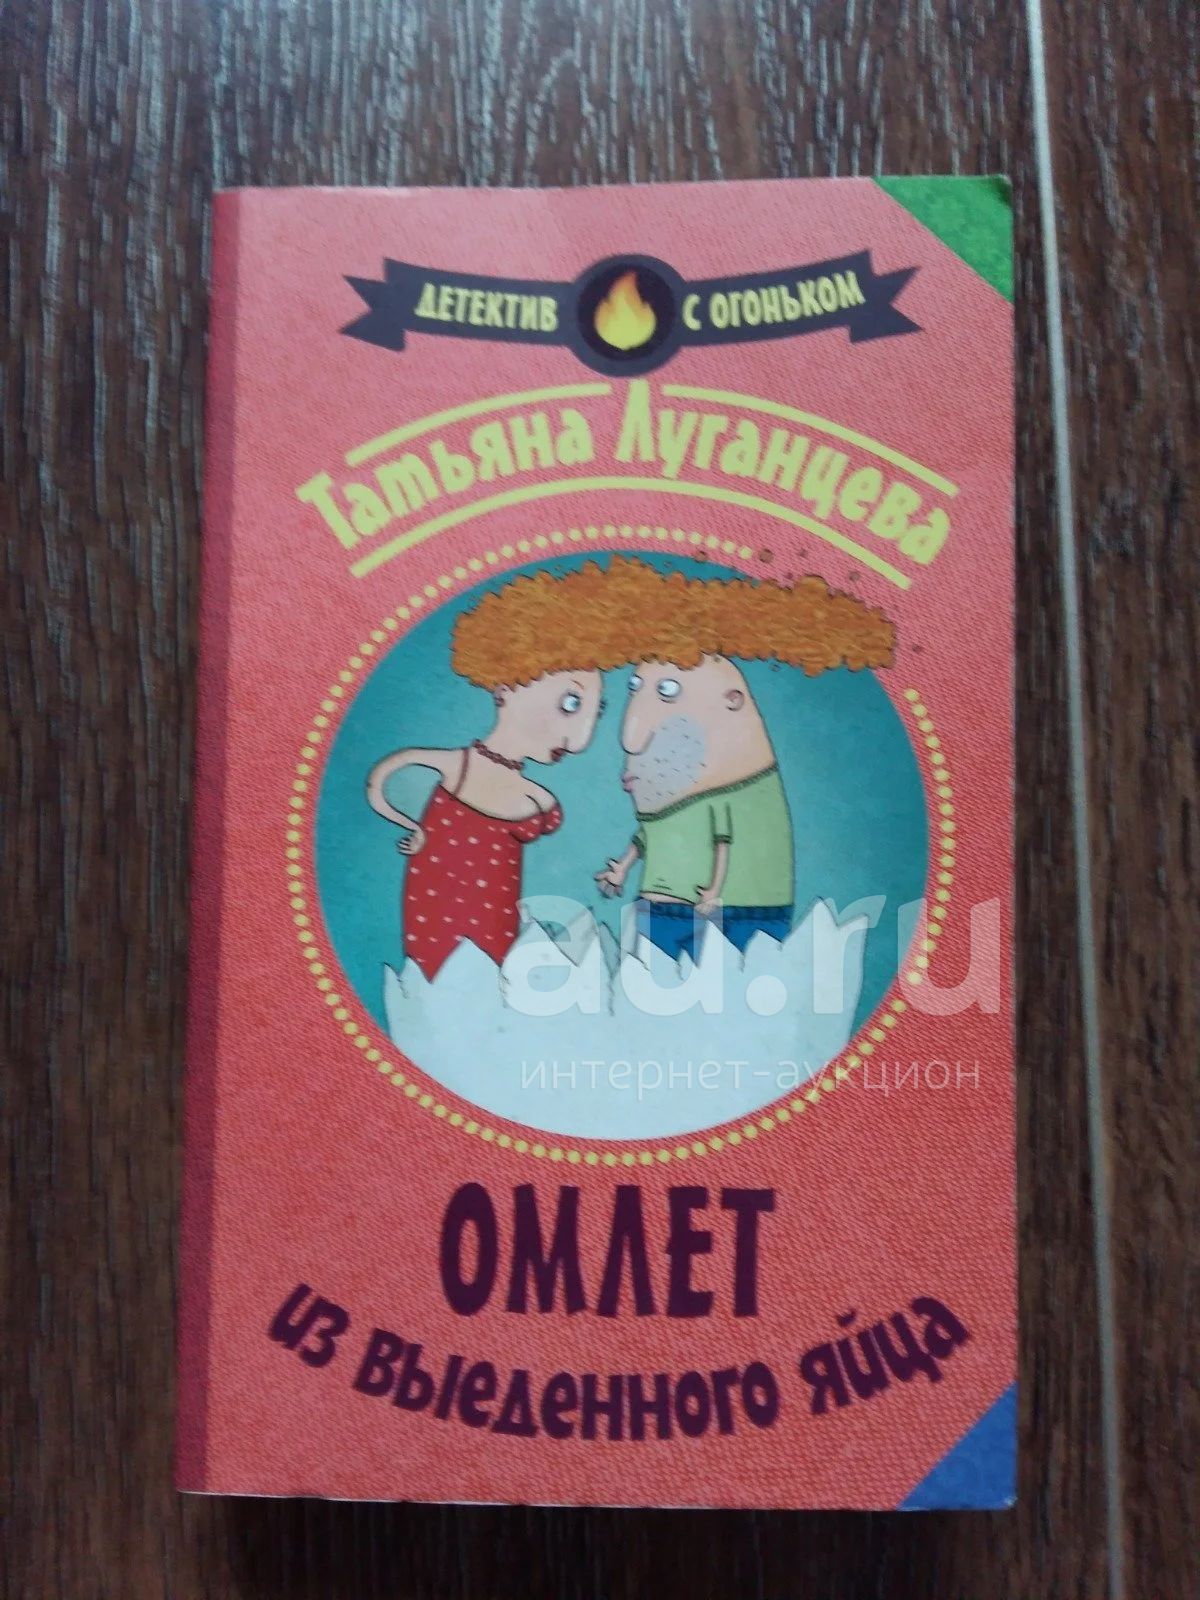 ДЕТЕКТИВ С ОГОНЬКОМ
Татьяна Луганцева
au.ru
интернет-аукцион
ОМЛЕТ
из выеденного яйца